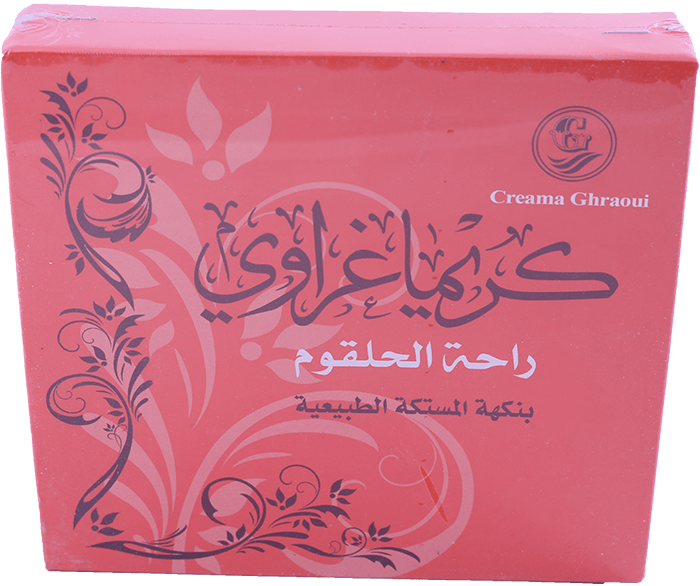 G
Creama Ghraoui
كريما غراوي
راحة الحلقوم
بنكهة المستكة الطبيعية